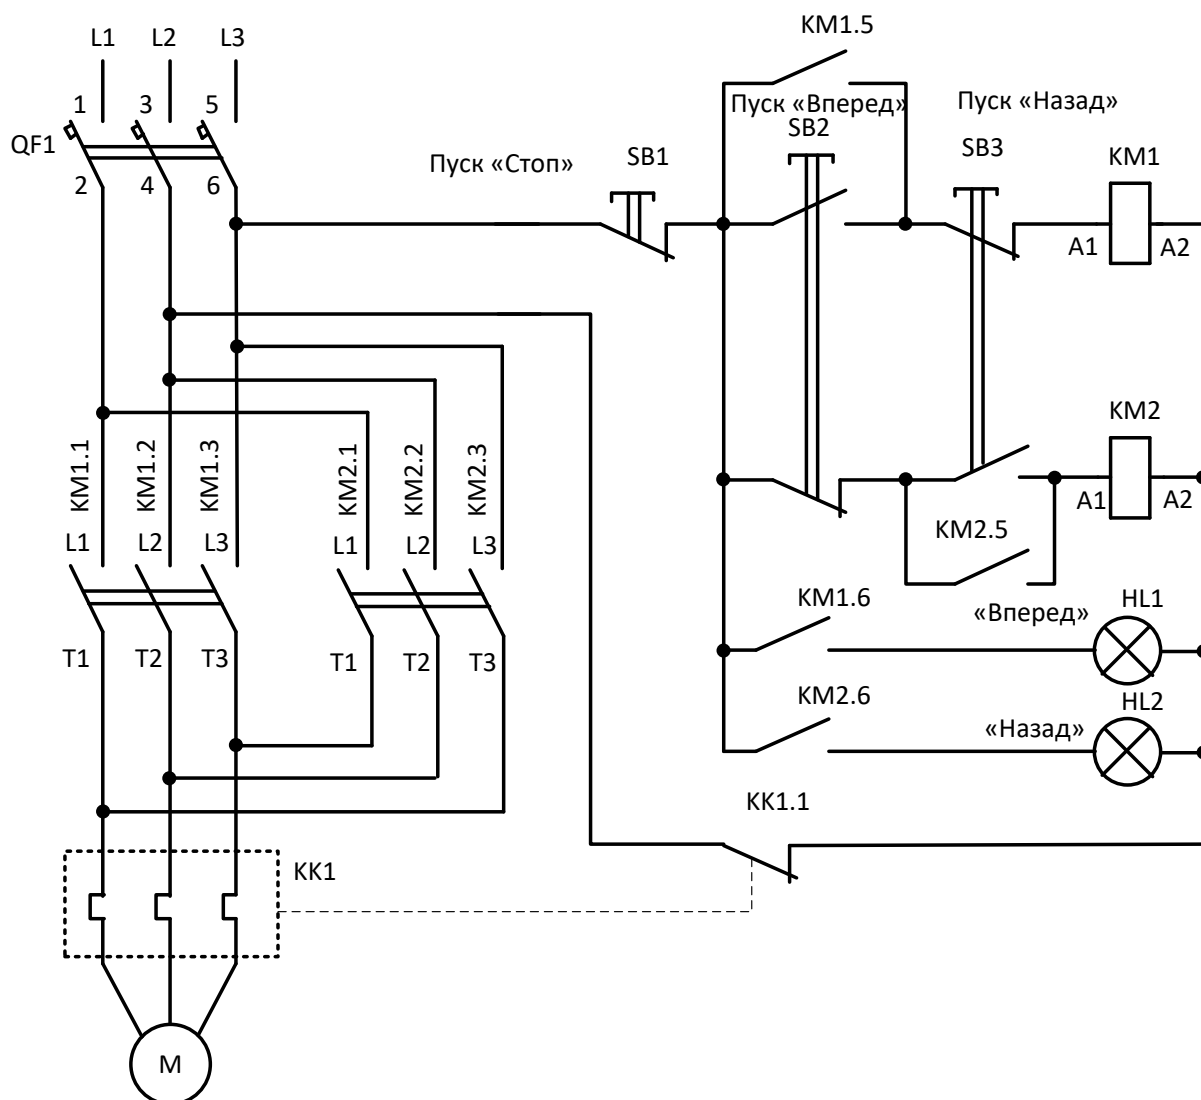 L1 L2 L3
KM1.5
1 3 5
Пуск «Вперед»
Пуск «Назад»
QF1
SB2
SB3
Пуск «Стоп»
SB1
KM1
2 4 6
A1 A2
KM1.1
KM1.2
KM1.3
KM2.1
KM2.2
KM2.3
KM2
A1 A2
KM2.5
L1 L2 L3
L1 L2 L3
KM1.6
«Вперед»
HL1
T1 T2 T3
T1 T2 T3
KM2.6
«Назад»
HL2
KK1.1
KK1
M